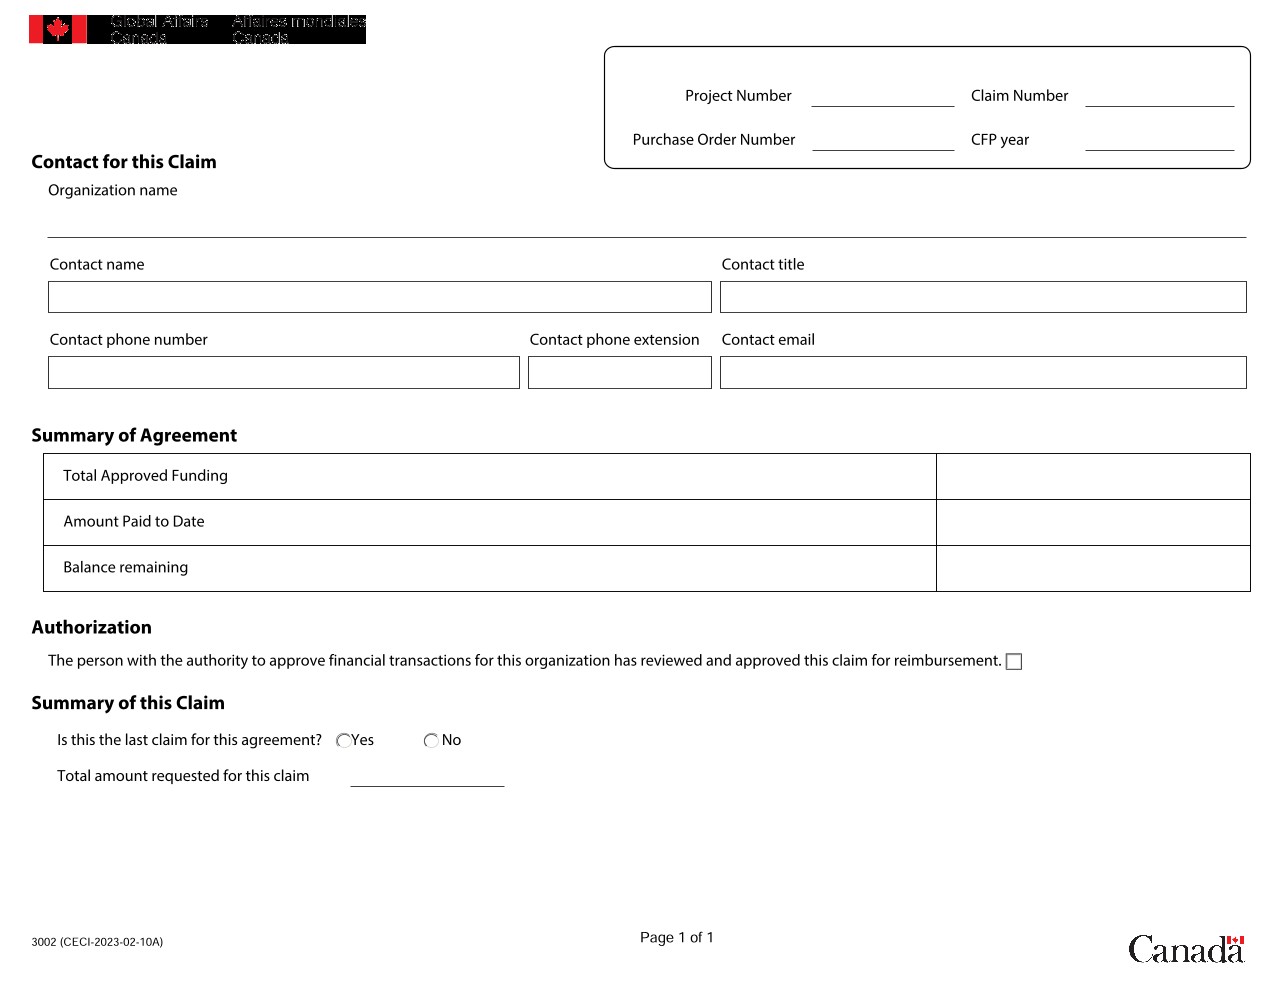 Global Affairs Affaires mondiales
Canada Canada
Project Number Claim Number
Purchase Order Number CFP year
Contact for this Claim
Organization name
Contact name Contact title
Contact phone number Contact phone extension Contact email
Summary of Agreement
Total Approved Funding
Amount Paid to Date
Balance remaining
Authorization
The person with the authority to approve financial transactions for this organization has reviewed and approved this claim for reimbursement.
Summary of this Claim
Is this the last claim for this agreement? Yes No
Total amount requested for this claim
3002 (CECI-2023-02-10A) Page 1 of 1 Canada